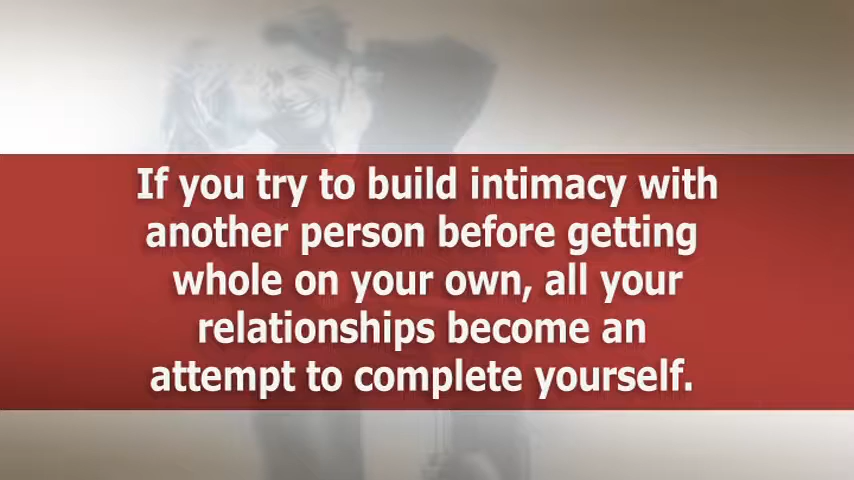 If you try to build intimacy with
another person before getting
whole on your own, all your
relationships become an
attempt to complete yourself.